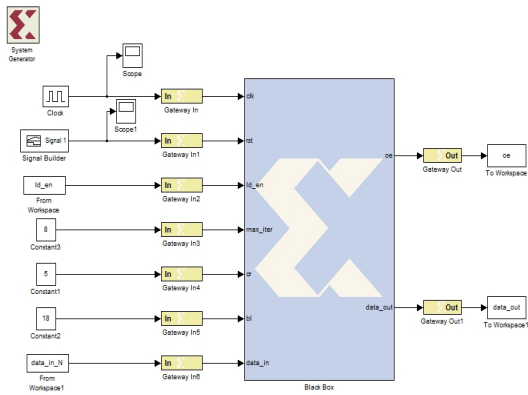 System
Generator
Scope
Clock
In
Gateway In
clk
Scope1
Signal 1
Signal Builder
In
Gateway In1
rst
oe
Out
Gateway Out
oe
To Workspace
ld_en
From
Workspace
In
Gateway In2
ld_en
8
Constant3
In
Gateway In3
max_iter
5
Constant1
In
Gateway In4
cr
18
Constant2
In
Gateway In5
bl
data_out
Out
Gateway Out1
data_out
To Workspace1
data_in_N
From
Workspace1
In
Gateway In6
data_in
Black Box